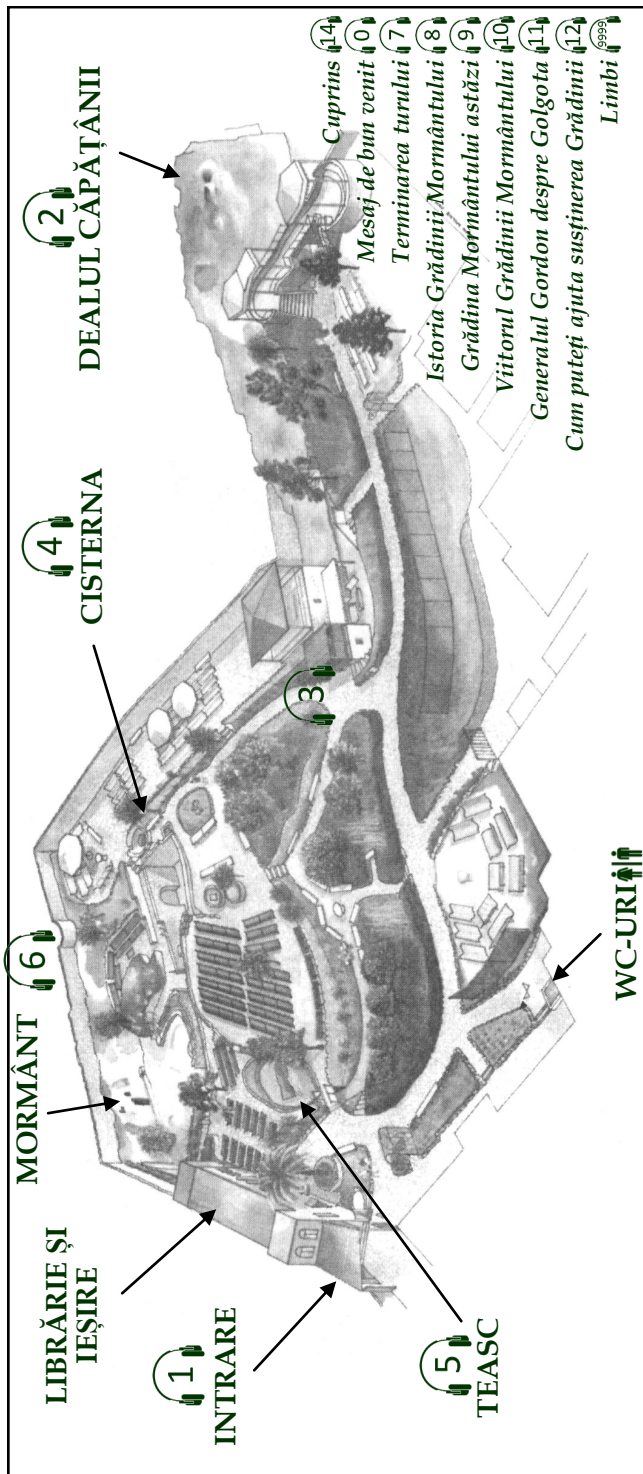 6
MORMÂNT
LIBRĂRIE ȘI
IEȘIRE
1
INTRARE
5
TEASC
4
CISTERNA
2
DEALUL CĂPĂȚÂNII
3
WC-URI
Cuprins 14
Mesaj de bun venit 0
Terminarea turului 7
Istoria Grădinii Mormântului 8
Grădina Mormântului astăzi 9
Viitorul Grădinii Mormântului 10
Generalul Gordon despre Golgota 11
Cum puteți ajuta susținerea Grădinii 12
Limbi 9999